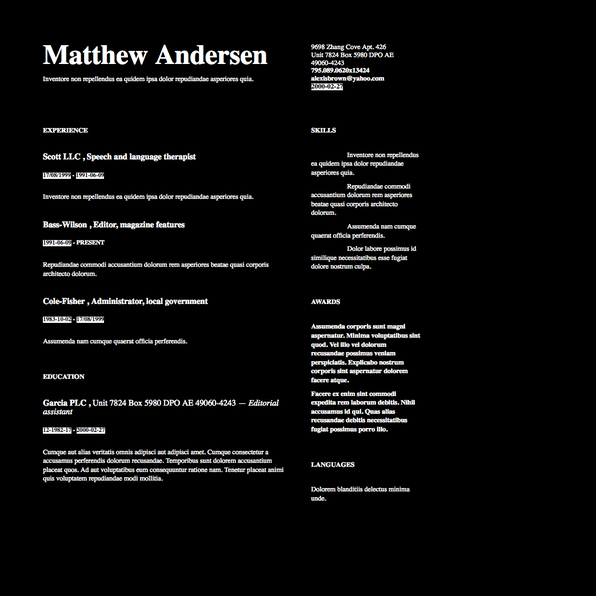 Matthew Andersen
Inventore non repellendus ea quidem ipsa dolor repudiandae asperiores quia.
9698 Zhang Cove Apt. 426
Unit 7824 Box 5980 DPO AE
49060-4243
795.089.0620x13424
alexisbrown@yahoo.com
2000-02-27
EXPERIENCE
Scott LLC , Speech and language therapist
17/08/1999 - 1991-06-09
Inventore non repellendus ea quidem ipsa dolor repudiandae asperiores quia.
Bass-Wilson , Editor, magazine features
1991-06-09 - PRESENT
Repudiandae commodi accusantium dolorum rem asperiores beatae quasi corporis
architecto dolorum.
Cole-Fisher , Administrator, local government
1983-10-02 - 17/08/1999
Assumenda nam cumque quaerat officia perferendis.
EDUCATION
Garcia PLC , Unit 7824 Box 5980 DPO AE 49060-4243 — Editorial
assistant
12-1982-17 - 2000-02-27
Cumque aut alias veritatis omnis adipisci aut adipisci amet. Cumque consectetur a
accusamus perferendis dolorum recusandae. Temporibus sunt dolorem accusantium
placeat quos. Ad aut voluptatibus eum consequuntur ratione nam. Tenetur placeat animi
quis voluptatem repudiandae modi mollitia.
SKILLS
Inventore non repellendus
ea quidem ipsa dolor repudiandae
asperiores quia.
Repudiandae commodi
accusantium dolorum rem asperiores
beatae quasi corporis architecto
dolorum.
Assumenda nam cumque
quaerat officia perferendis.
Dolor labore possimus id
similique necessitatibus esse fugiat
dolore nostrum culpa.
AWARDS
Assumenda corporis sunt magni
aspernatur. Minima voluptatibus sint
quod. Vel illo vel dolorum
recusandae possimus veniam
perspiciatis. Explicabo nostrum
corporis sint aspernatur dolorem
facere atque.
Facere ex enim sint commodi
expedita rem laborum debitis. Nihil
accusamus id qui. Quas alias
recusandae debitis necessitatibus
fugiat possimus porro illo.
LANGUAGES
Dolorem blanditiis delectus minima
unde.